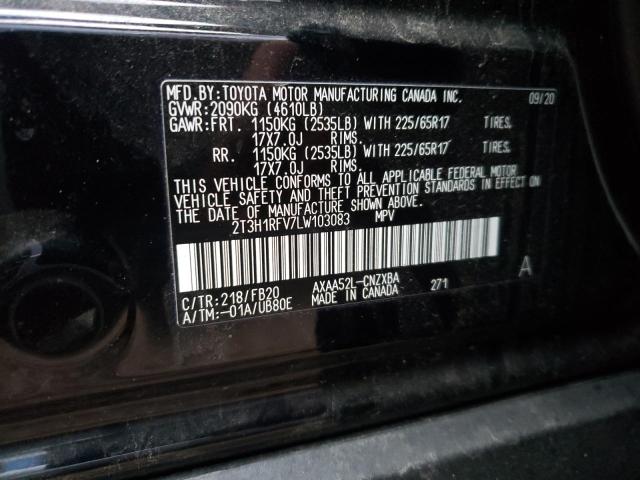 MFD.BY:TOYOTA MOTOR MANUFACTURING CANADA INC. 09/20
GVWR:2090KG (4610LB)
GAWR:FRT. 1150KG (2535LB) WITH 225/65R17 TIRES,
17X7.0J RIMS.
RR. 1150KG (2535LB) WITH 225/65R17 TIRES,
17X7.0J RIMS.
THIS VEHICLE CONFORMS TO ALL APPLICABLE FEDERAL MOTOR
VEHICLE SAFETY AND THEFT PREVENTION STANDARDS IN EFFECT ON
THE DATE OF MANUFACTURE SHOWN ABOVE.
2T3H1RFV7LW103083 MPV
C/TR:218/FB20 AXAA52L-CNZXBA 271 A
A/TM:-01A/UB80E MADE IN CANADA